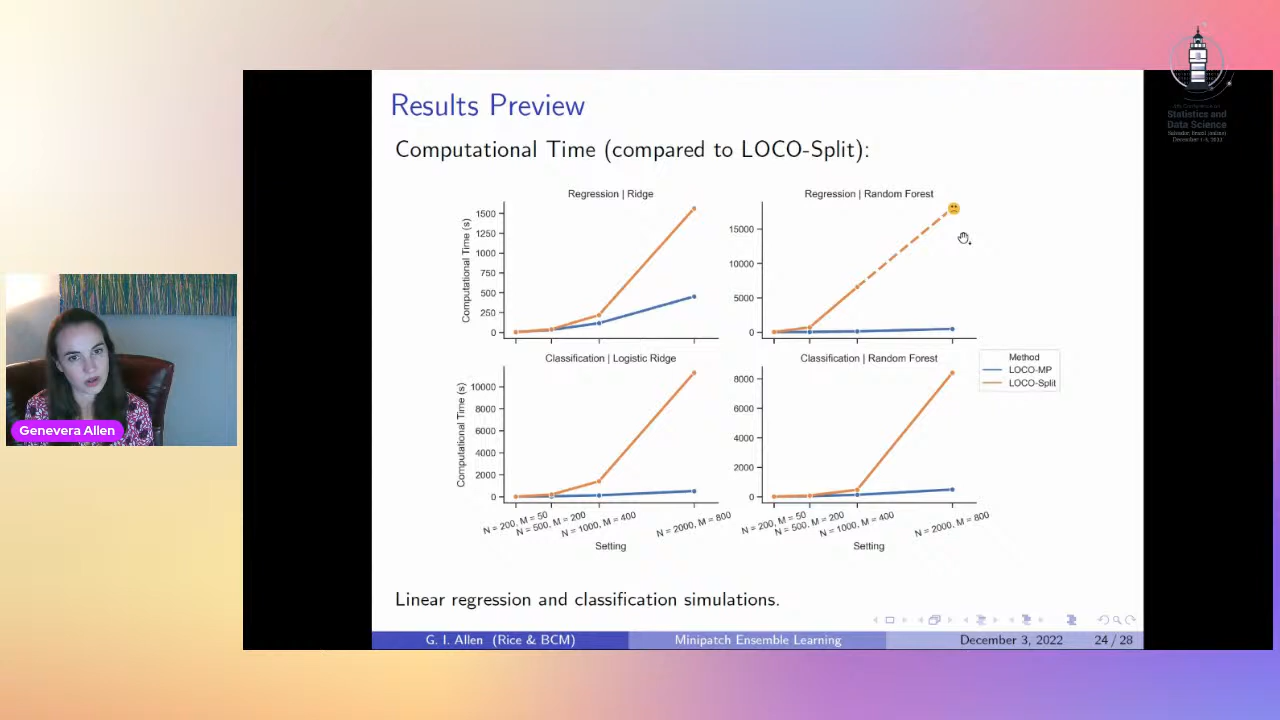 Results Preview
Computational Time (compared to LOCO-Split):
Regression | Ridge
Computational Time (s)
1500
1250
1000
750
500
250
0
Regression | Random Forest
15000
10000
5000
0
Classification | Logistic Ridge
Computational Time (s)
10000
8000
6000
4000
2000
0
N = 200, M = 50
N = 500, M = 200
N = 1000, M = 400
N = 2000, M = 800
Setting
Classification | Random Forest
8000
6000
4000
2000
0
N = 200, M = 50
N = 500, M = 200
N = 1000, M = 400
N = 2000, M = 800
Setting
Method
LOCO-MP
LOCO-Split
Linear regression and classification simulations.
G. I. Allen (Rice & BCM)
Minipatch Ensemble Learning
December 3, 2022
24 / 28
Genevera Allen
Statistics and
Data Science